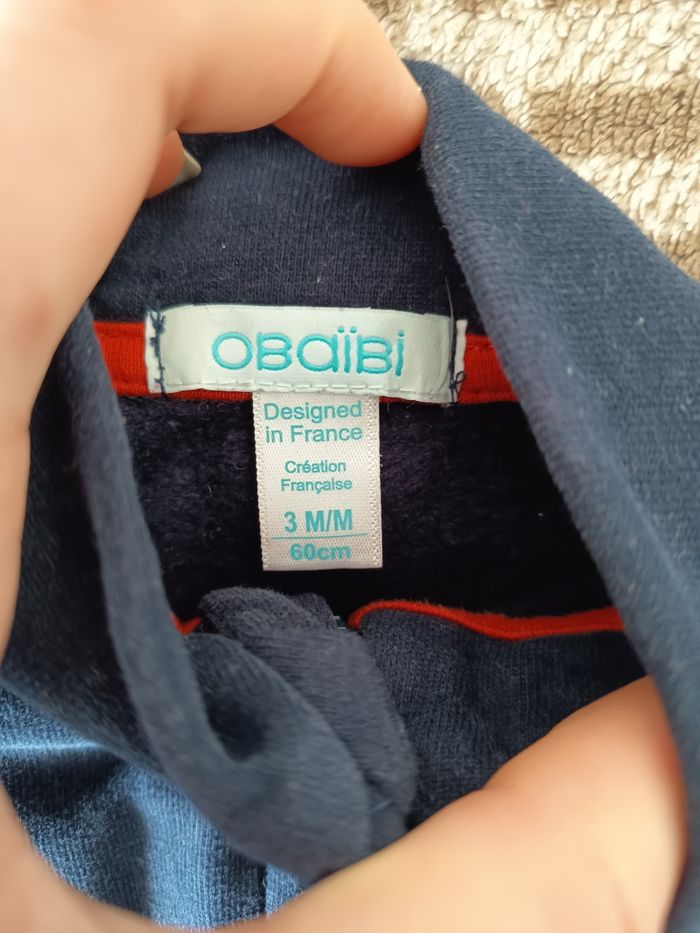 OBaïBi
Designed
in France
Création
Française
3 M/M
60cm